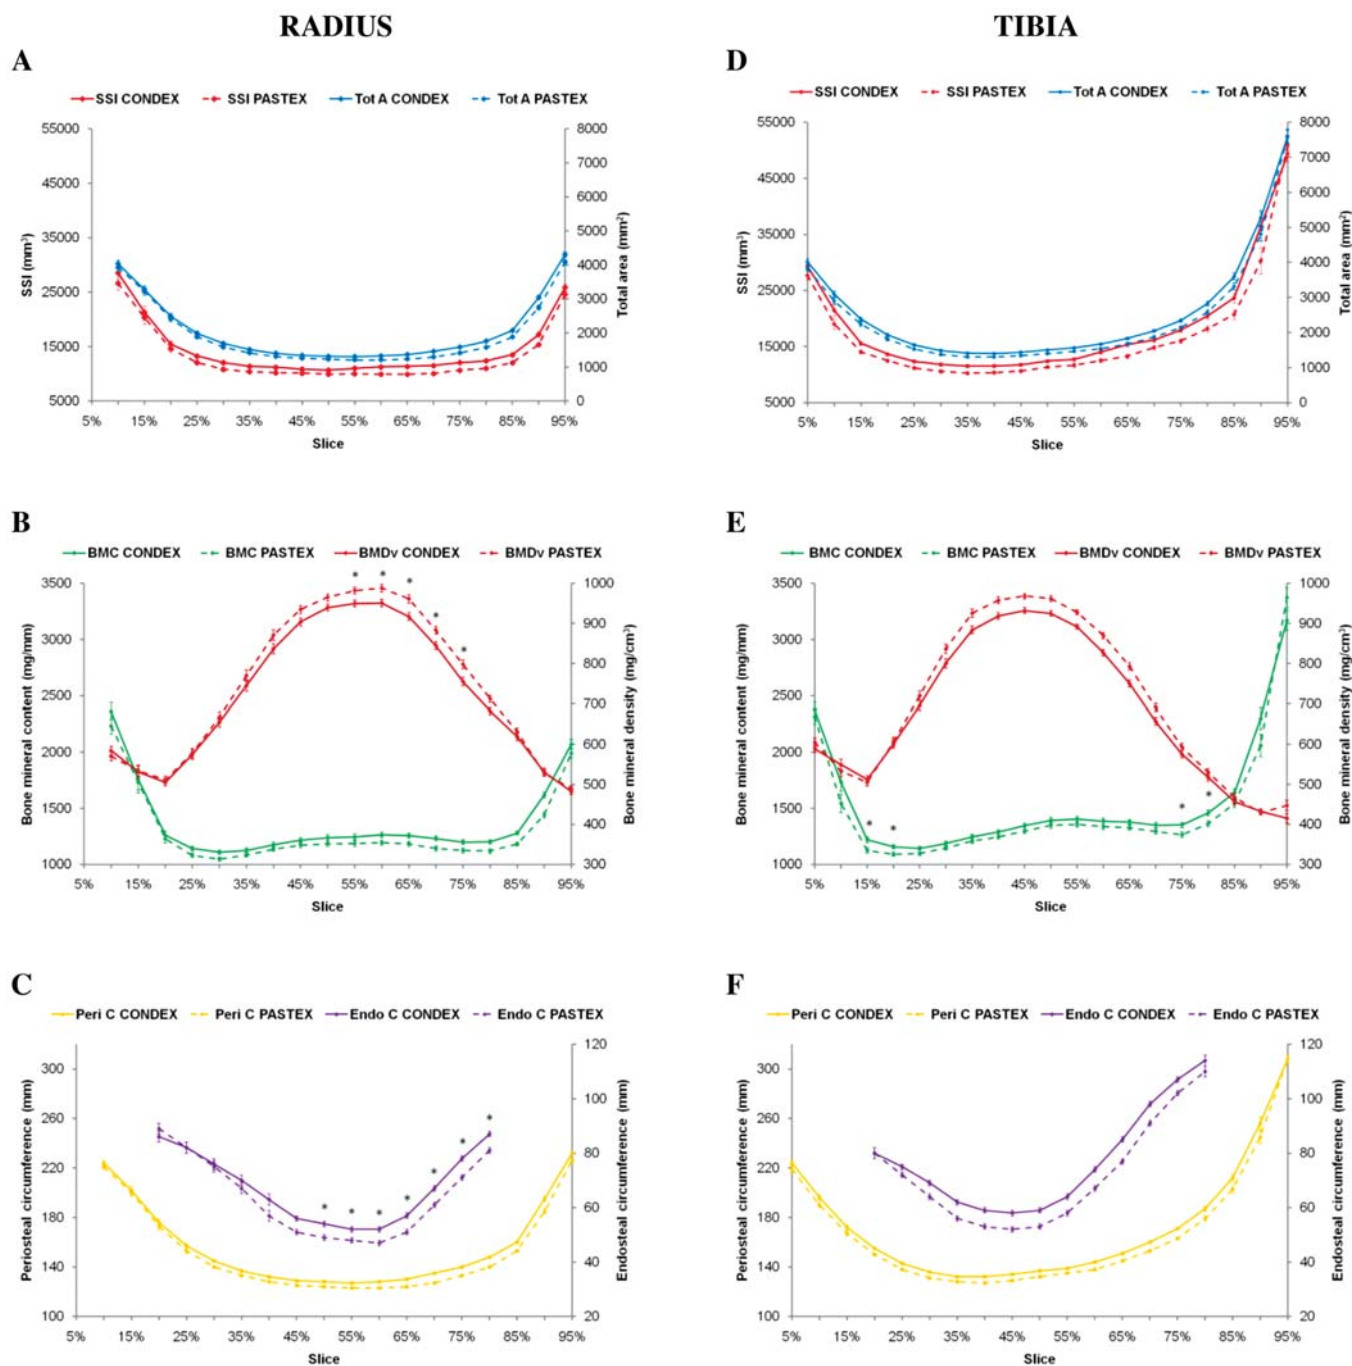 RADIUS
A
SSI CONDEX SSI PASTEX Tot A CONDEX Tot A PASTEX
55000
45000
35000
25000
15000
5000
SSI (mm³)
8000
7000
6000
5000
4000
3000
2000
1000
0
Total area (mm²)
5% 15% 25% 35% 45% 55% 65% 75% 85% 95%
Slice
B
BMC CONDEX BMC PASTEX BMDv CONDEX BMDv PASTEX
3500
3000
2500
2000
1500
1000
Bone mineral content (mg/mm)
1000
900
800
700
600
500
400
300
Bone mineral density (mg/cm³)
* * * * *
5% 15% 25% 35% 45% 55% 65% 75% 85% 95%
Slice
C
Peri C CONDEX Peri C PASTEX Endo C CONDEX Endo C PASTEX
300
260
220
180
140
100
Periosteal circumference (mm)
120
100
80
60
40
20
Endosteal circumference (mm)
* * * * * * *
5% 15% 25% 35% 45% 55% 65% 75% 85% 95%
Slice
TIBIA
D
SSI CONDEX SSI PASTEX Tot A CONDEX Tot A PASTEX
55000
45000
35000
25000
15000
5000
SSI (mm³)
8000
7000
6000
5000
4000
3000
2000
1000
0
Total area (mm²)
5% 15% 25% 35% 45% 55% 65% 75% 85% 95%
Slice
E
BMC CONDEX BMC PASTEX BMDv CONDEX BMDv PASTEX
3500
3000
2500
2000
1500
1000
Bone mineral content (mg/mm)
1000
900
800
700
600
500
400
300
Bone mineral density (mg/cm³)
* * * *
5% 15% 25% 35% 45% 55% 65% 75% 85% 95%
Slice
F
Peri C CONDEX Peri C PASTEX Endo C CONDEX Endo C PASTEX
300
260
220
180
140
100
Periosteal circumference (mm)
120
100
80
60
40
20
Endosteal circumference (mm)
5% 15% 25% 35% 45% 55% 65% 75% 85% 95%
Slice